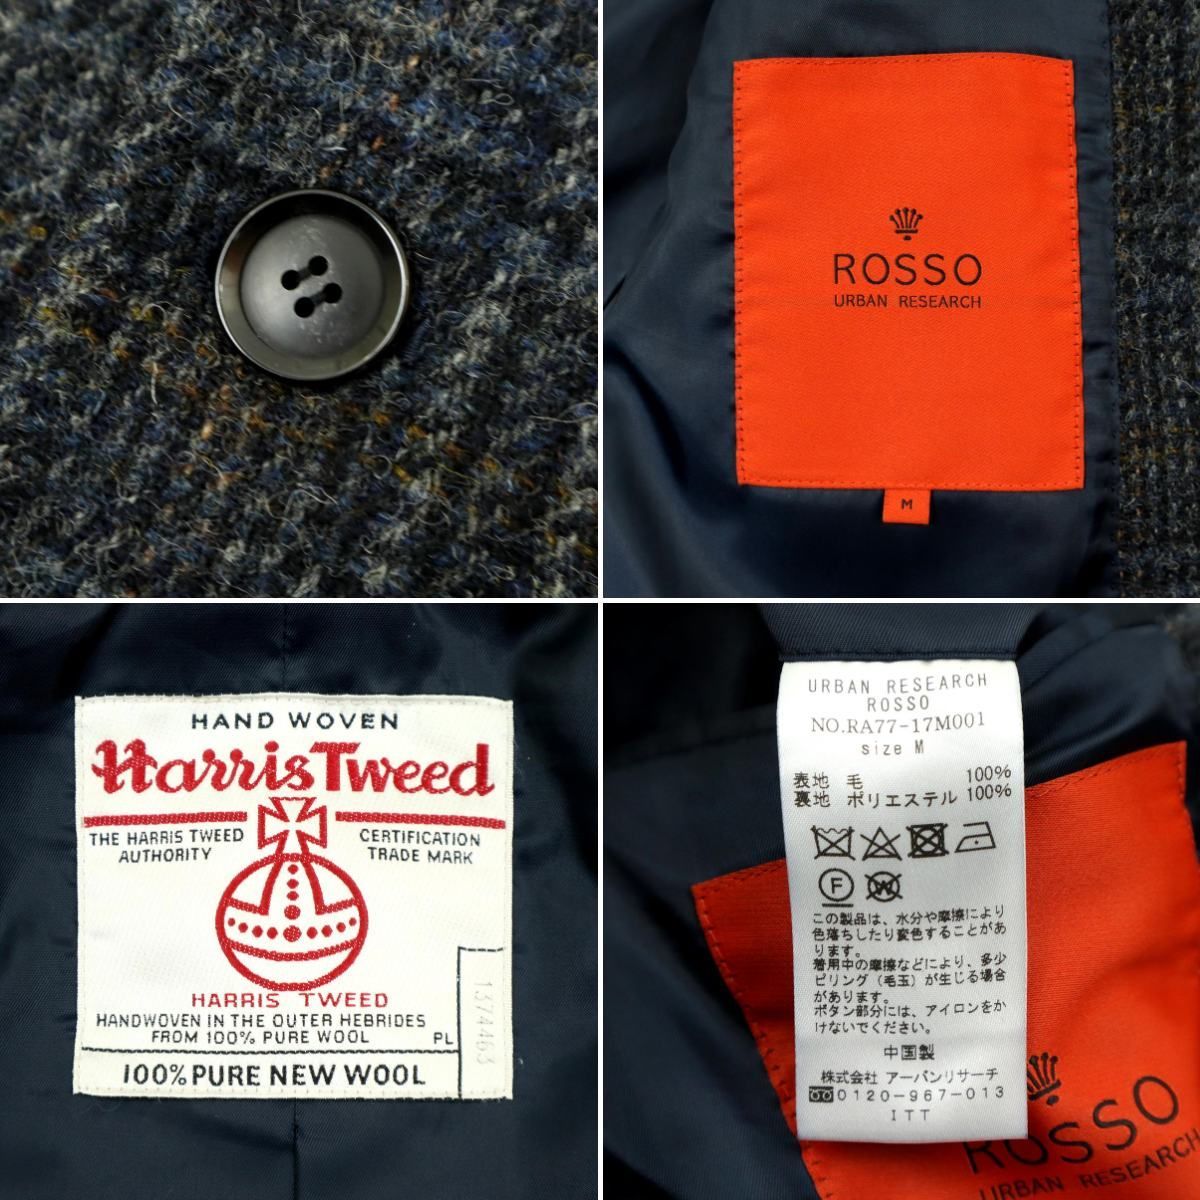 ROSSO
URBAN RESEARCH
M
HAND WOVEN
Harris Tweed
THE HARRIS TWEED
AUTHORITY
CERTIFICATION
TRADE MARK
HARRIS TWEED
HANDWOVEN IN THE OUTER HEBRIDES
FROM 100% PURE WOOL
PL
1374463
100% PURE NEW WOOL
URBAN RESEARCH
ROSSO
NO.RA77-17M001
size M
表地 毛 100%
裏地 ポリエステル 100%
F
W
この製品は、水分や摩擦により
色落ちしたり変色することがあ
ります。
着用中の摩擦などにより、多少
ピリング（毛玉）が生じる場合
があります。
ボタン部分には、アイロンをか
けないでください。
中国製
株式会社 アーバンリサーチ
0120-967-013
ITT
ROSSO
URBAN RESEARCH